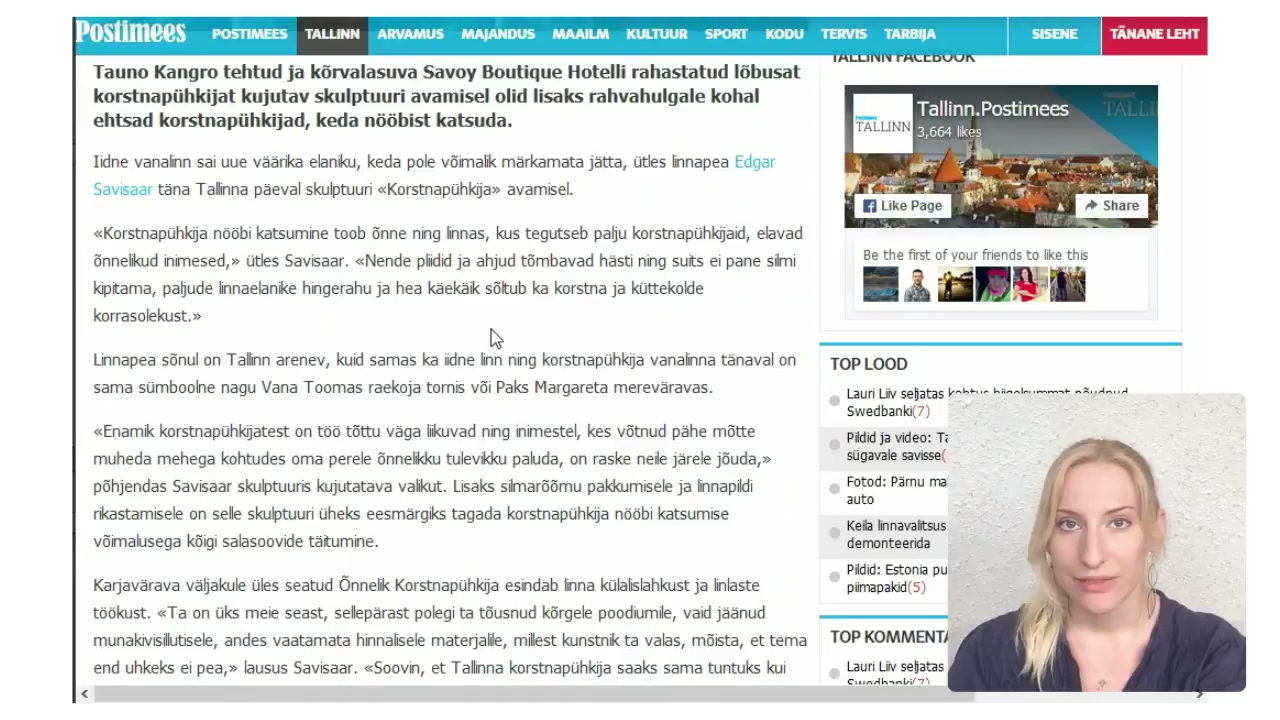 Postimees
POSTIMEES TALLINN ARVAMUS MAJANDUS MAAILM KULTUUR SPORT KODU TERVIS TARBIJA SISENE TÄNANE LEHT
Tauno Kangro tehtud ja kõrvalasuva Savoy Boutique Hotelli rahastatud lõbusat
korstnapühkijat kujutav skulptuuri avamisel olid lisaks rahvahulgale kohal
ehtsad korstnapühkijad, keda nööbist katsuda.
Iidne vanalinn sai uue väärika elaniku, keda pole võimalik märkamata jätta, ütles linnapea Edgar
Savisaar täna Tallinna päeval skulptuuri «Korstnapühkija» avamisel.
«Korstnapühkija nööbi katsumine toob õnne ning linnas, kus tegutseb palju korstnapühkijaid, elavad
õnnelikud inimesed,» ütles Savisaar. «Nende pliidid ja ahjud tõmbavad hästi ning suits ei pane silmi
kipitama, paljude linnaelanike hingerahu ja hea käekäik sõltub ka korstna ja küttekolde
korrasolekust.»
Linnapea sõnul on Tallinn arenev, kuid samas ka iidne linn ning korstnapühkija vanalinna tänaval on
sama sümboolne nagu Vana Toomas raekoja tornis või Paks Margareta mereväravas.
«Enamik korstnapühkijatest on töö tõttu väga liikuvad ning inimestel, kes võtnud pähe mõtte
muheda mehega kohtudes oma perele õnnelikku tulevikku paluda, on raske neile järele jõuda,»
põhjendas Savisaar skulptuuris kujutatava valikut. Lisaks silmarõõmu pakkumisele ja linnapildi
rikastamisele on selle skulptuuri üheks eesmärgiks tagada korstnapühkija nööbi katsumise
võimalusega kõigi salasoovide täitumine.
Karjavärava väljakule üles seatud Õnnelik Korstnapühkija esindab linna külalislahkust ja linlaste
töökust. «Ta on üks meie seast, sellepärast polegi ta tõusnud kõrgele poodiumile, vaid jäänud
munakivisillutisele, andes vaatamata hinnalisele materjalile, millest kunstnik ta valas, mõista, et tema
end uhkeks ei pea,» lausus Savisaar. «Soovin, et Tallinna korstnapühkija saaks sama tuntuks kui
TALLINN FACEBOOK
Postimees
TALLINN
Tallinn.Postimees
3,664 likes
Like Page
Share
Be the first of your friends to like this
TOP LOOD
Lauri Liiv seljatas kohtus hiigelsummat nõudnud
Swedbanki(7)
Pildid ja video: Ta
sügavale savisse(
Fotod: Pärnu ma
auto
Keila linnavalitsus
demonteerida
Pildid: Estonia pu
piimapakid(5)
TOP KOMMENTA
Lauri Liiv seljatas
Swedbanki(7)